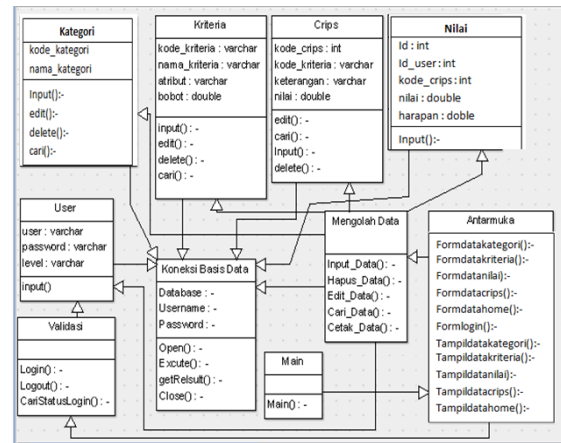 Kategori
kode_kategori
nama_kategori
Input():-
edit():-
delete():-
cari():-
Kriteria
kode_kriteria : varchar
nama_kriteria : varchar
atribut : varchar
bobot : double
input() : -
edit() : -
delete() : -
cari() : -
Crips
kode_crips : int
kode_kriteria : varchar
keterangan : varchar
nilai : double
edit() : -
cari() : -
Input() : -
delete() : -
Nilai
Id : int
Id_user : int
kode_crips : int
nilai : double
harapan : doble
Input():-
User
user : varchar
password : varchar
level : varchar
input()
Validasi
Login() : -
Logout() : -
CariStatusLogin() : -
Koneksi Basis Data
Database : -
Username : -
Password : -
Open() : -
Excute() : -
getRelsult() : -
Close() : -
Mengolah Data
Input_Data() : -
Hapus_Data() : -
Edit_Data() : -
Cari_Data() : -
Cetak_Data() : -
Main
Main() : -
Antarmuka
Formdatakategori():-
Formdatakriteria():-
Formdatanilai):-
Formdatacrips():-
Formdatahome():-
Formlogin():-
Tampildatakategori():-
Tampildatakriteria():-
Tampildatanilai):-
Tampildatacrips():-
Tampildatahome():-